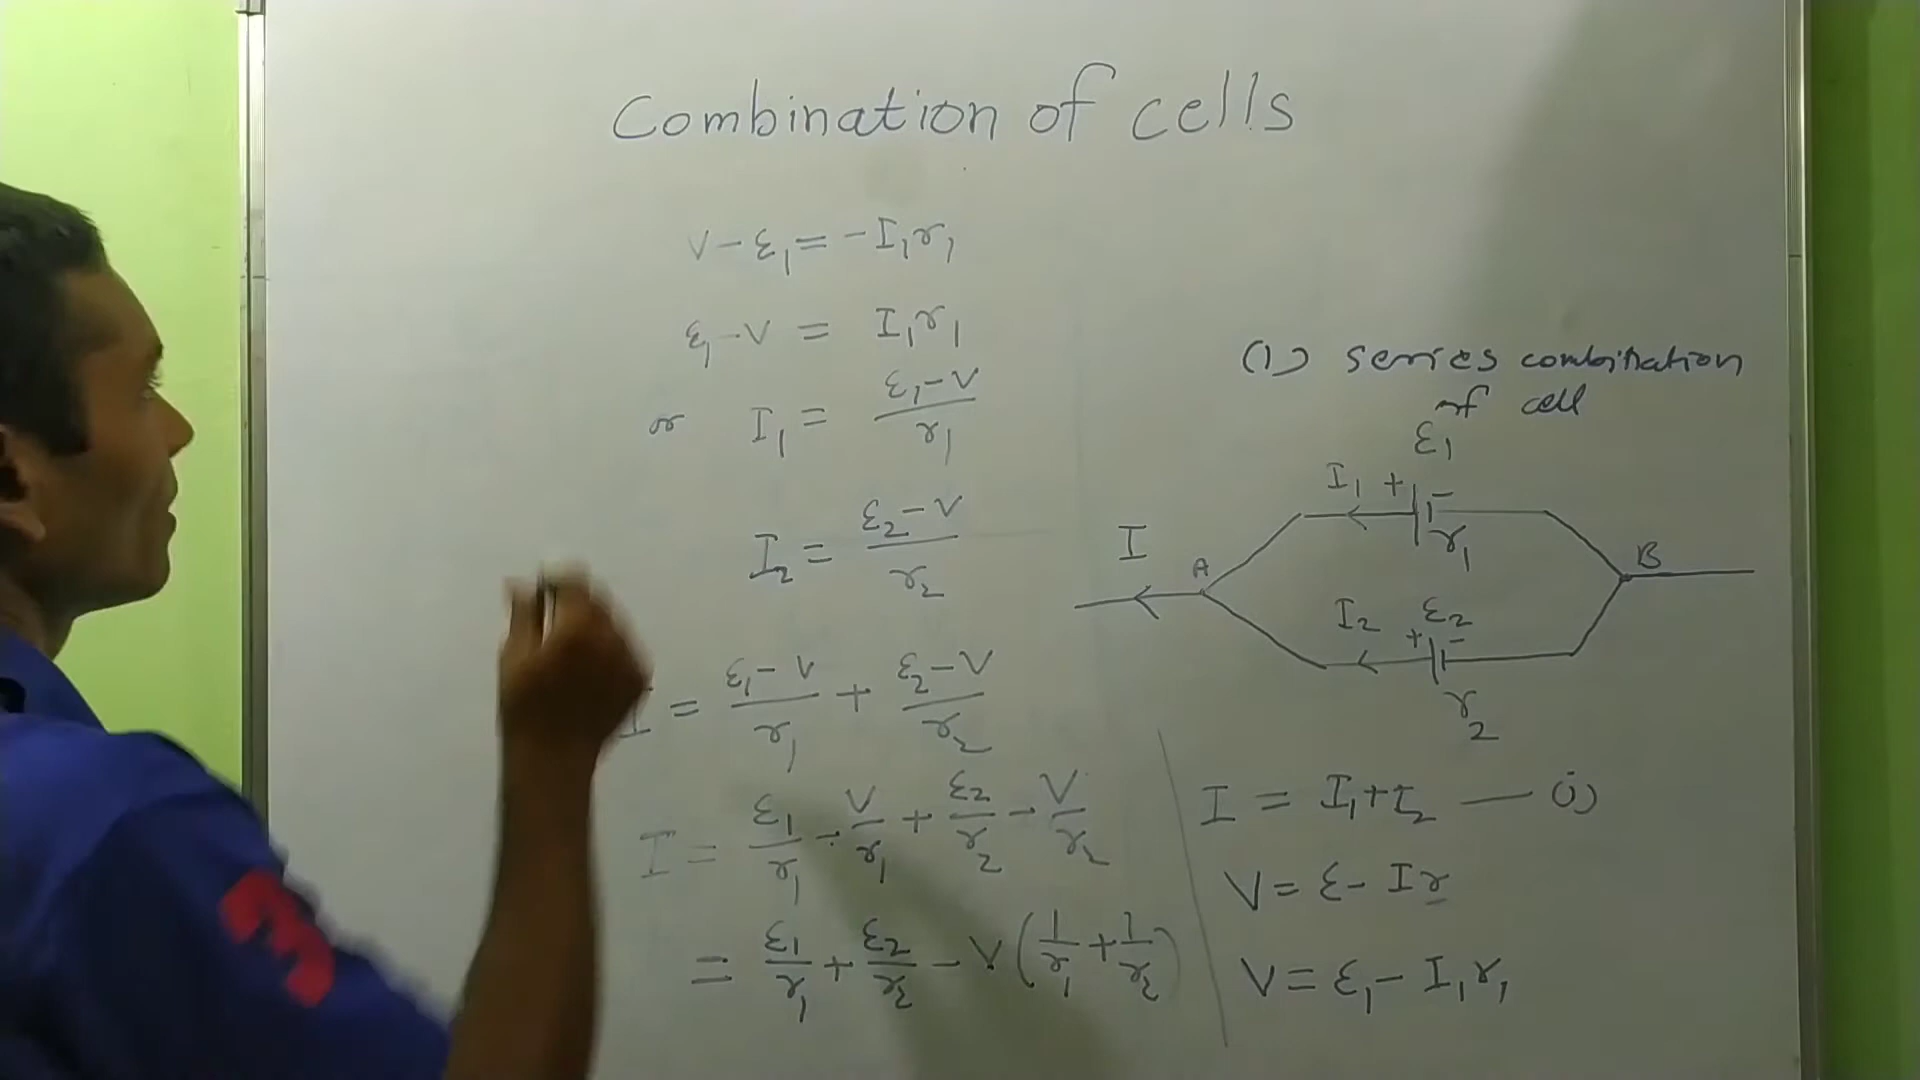 Combination of cells
V - ε₁ = - I₁r₁
ε₁ - V = I₁r₁
or I₁ = (ε₁ - V)/r₁
I₂ = (ε₂ - V)/r₂
I = (ε₁ - V)/r₁ + (ε₂ - V)/r₂
I = ε₁/r₁ - V/r₁ + ε₂/r₂ - V/r₂
= ε₁/r₁ + ε₂/r₂ - V(1/r₁ + 1/r₂)
(1) series combination
of cell
ε₁
I₁ + -
r₁
I A B
I₂ ε₂
+ -
r₂
I = I₁ + I₂ — (i)
V = ε - Ir
V = ε₁ - I₁r₁
3